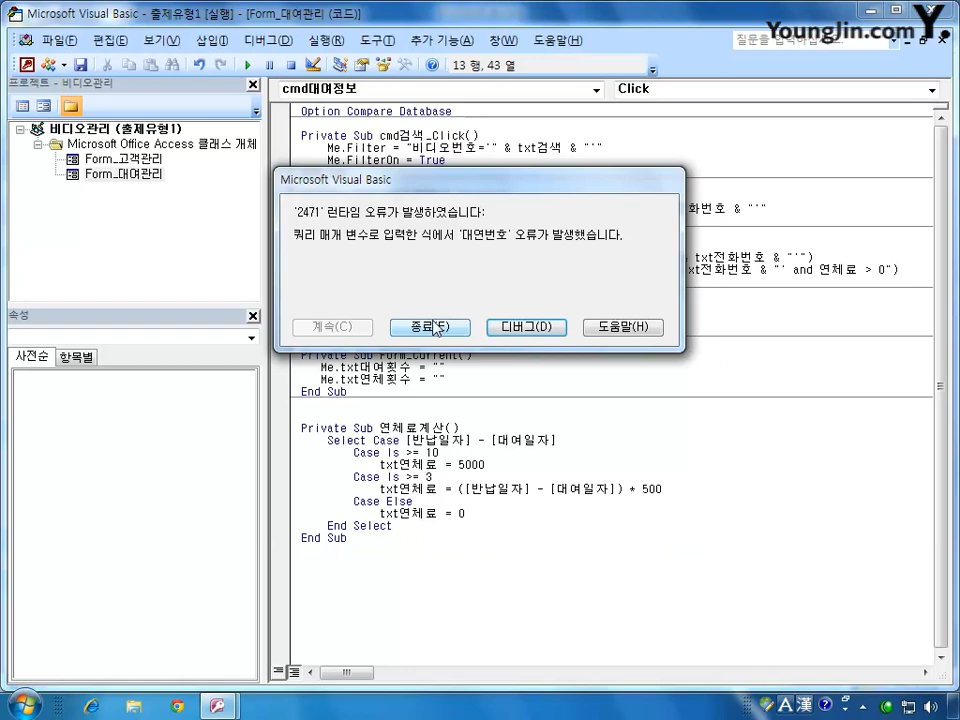 Microsoft Visual Basic - 출제유형1 [실행] - [Form_대여관리 (코드)]
YoungJin.com Y.
파일(F) 편집(E) 보기(V) 삽입(I) 디버그(D) 실행(R) 도구(T) 추가 기능(A) 창(W) 도움말(H)
13 행, 43 열
프로젝트 - 비디오관리
비디오관리 (출제유형1)
Microsoft Office Access 클래스 개체
Form_고객관리
Form_대여관리
속성
사전순 항목별
cmd대여정보 Click
Option Compare Database
Private Sub cmd검색_Click()
Me.Filter = "비디오번호='" & txt검색 & "'"
Me.FilterOn = True
화번호 & "'"
& txt전화번호 & "'")
txt전화번호 & "' and 연체료 > 0")
Microsoft Visual Basic
'2471' 런타임 오류가 발생하였습니다:
쿼리 매개 변수로 입력한 식에서 '대연번호' 오류가 발생했습니다.
계속(C) 종료(E) 디버그(D) 도움말(H)
Private Sub Form_Current()
Me.txt대여횟수 = ""
Me.txt연체횟수 = ""
End Sub
Private Sub 연체료계산()
Select Case [반납일자] - [대여일자]
Case Is >= 10
txt연체료 = 5000
Case Is >= 3
txt연체료 = ([반납일자] - [대여일자]) * 500
Case Else
txt연체료 = 0
End Select
End Sub
A 漢